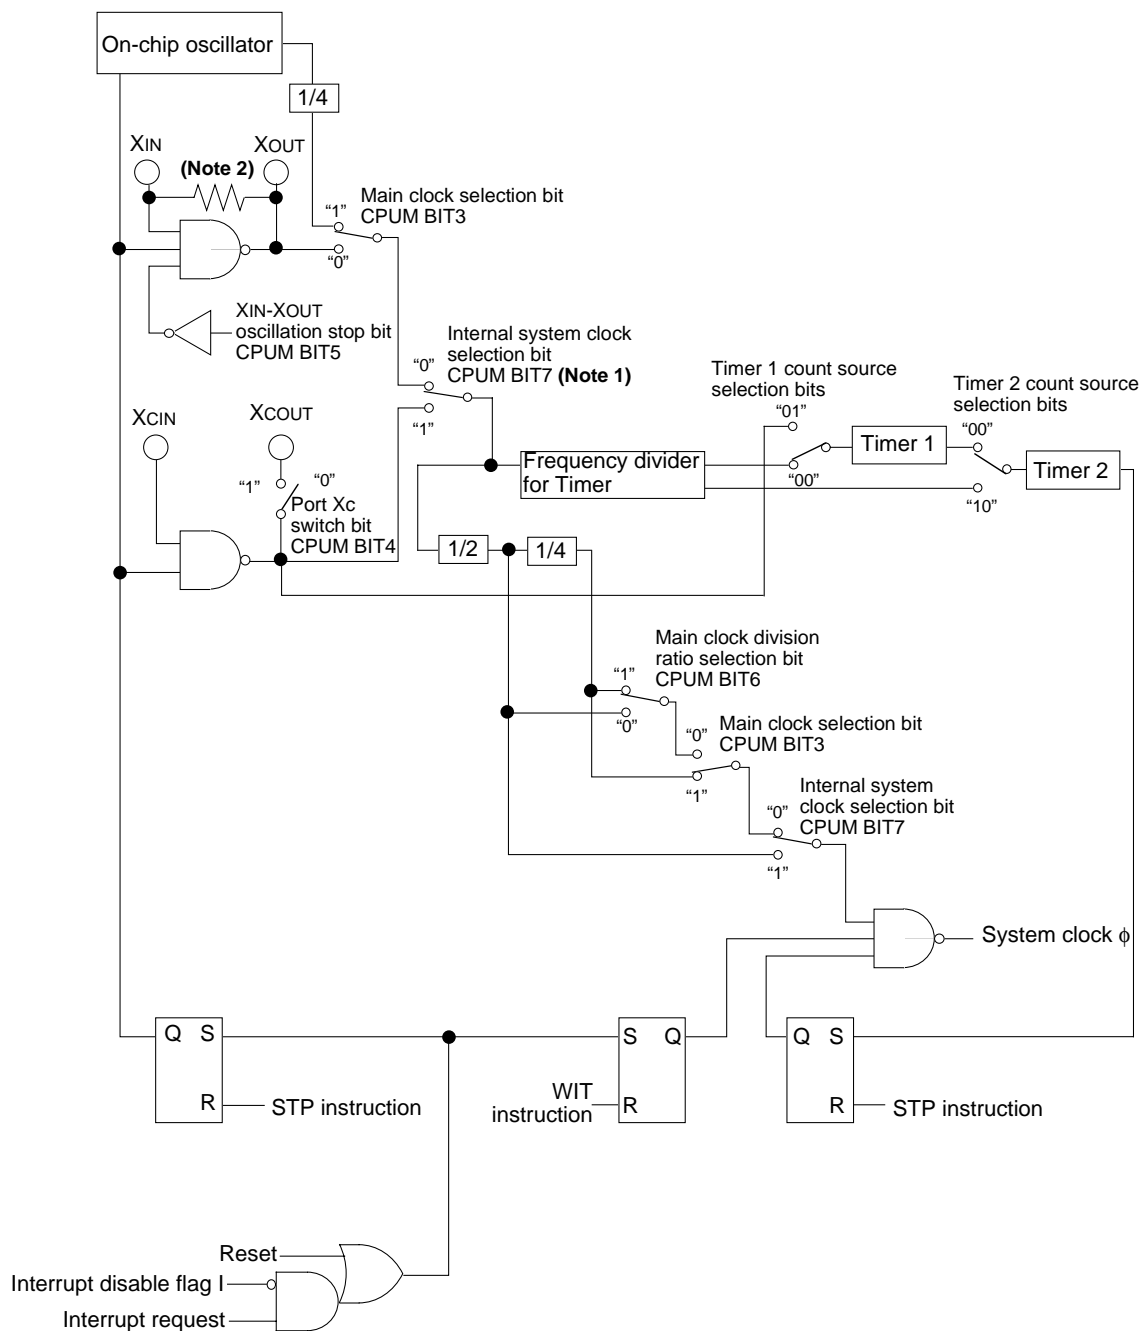 On-chip oscillator
1/4
XIN
XOUT
(Note 2)
Main clock selection bit
CPUM BIT3
“1”
“0”
XIN-XOUT
oscillation stop bit
CPUM BIT5
Internal system clock
selection bit
CPUM BIT7 (Note 1)
“0”
“1”
Timer 1 count source
selection bits
“01”
“00”
Timer 1
Timer 2 count source
selection bits
“00”
“10”
Timer 2
XCIN
XCOUT
“1”
“0”
Port Xc
switch bit
CPUM BIT4
Frequency divider
for Timer
1/2
1/4
Main clock division
ratio selection bit
CPUM BIT6
“1”
“0”
Main clock selection bit
CPUM BIT3
“0”
“1”
Internal system
clock selection bit
CPUM BIT7
“0”
“1”
System clock ϕ
Q S
R
STP instruction
S Q
R
WIT
instruction
Q S
R
STP instruction
Reset
Interrupt disable flag I
Interrupt request